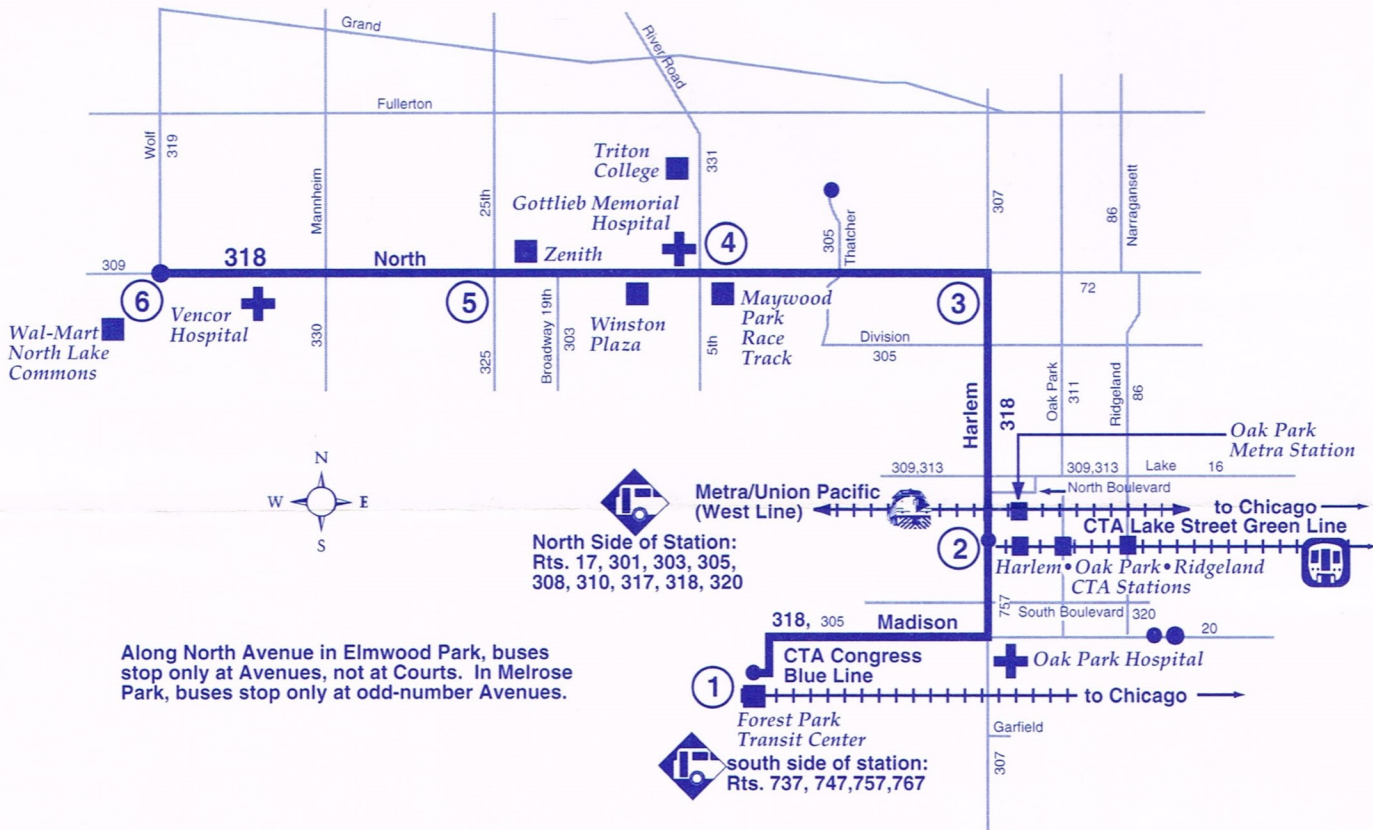 Grand
River Road
Fullerton
Wolf
319
Mannheim
25th
Triton
College
331
Gottlieb Memorial
Hospital
305
Thatcher
307
86
Narragansett
309
318
North
Zenith
4
6
Vencor
Hospital
5
3
72
Wal-Mart
North Lake
Commons
330
325
Broadway 19th
303
Winston
Plaza
5th
Maywood
Park
Race
Track
Division
305
Harlem
318
Oak Park
311
Ridgeland
86
Oak Park
Metra Station
N
W E
S
309,313
309,313 Lake 16
North Boulevard
Metra/Union Pacific
(West Line)
to Chicago
CTA Lake Street Green Line
North Side of Station:
Rts. 17, 301, 303, 305,
308, 310, 317, 318, 320
2
Harlem•Oak Park•Ridgeland
CTA Stations
757
South Boulevard 320
318, 305 Madison
20
Along North Avenue in Elmwood Park, buses
stop only at Avenues, not at Courts. In Melrose
Park, buses stop only at odd-number Avenues.
CTA Congress
Blue Line
Oak Park Hospital
1
to Chicago
Forest Park
Transit Center
Garfield
south side of station:
Rts. 737, 747,757,767
307